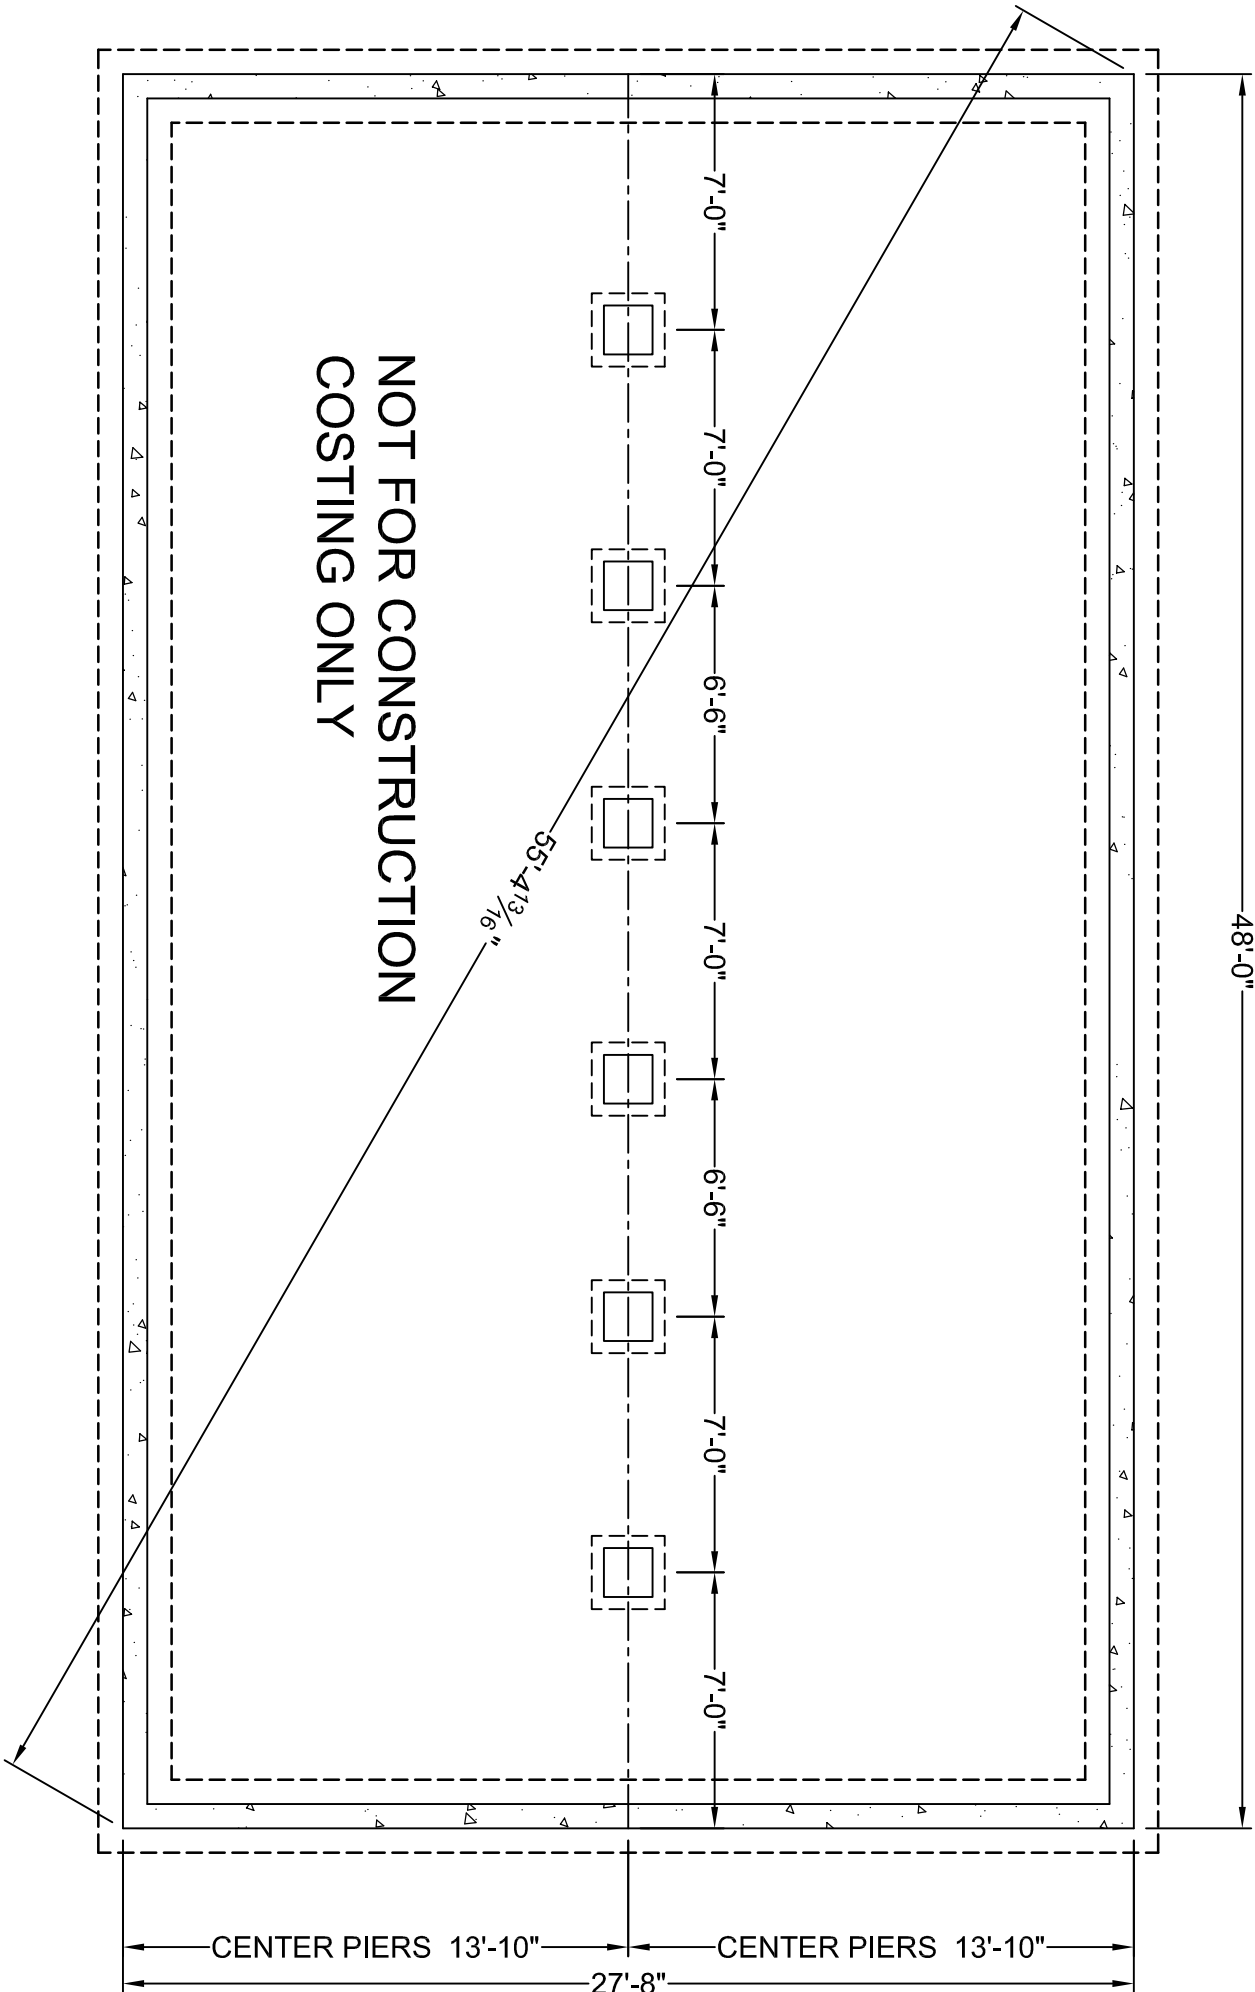 48'-0"
7'-0"
7'-0"
6'-6"
7'-0"
6'-6"
7'-0"
7'-0"
55'-4 13/16"
NOT FOR CONSTRUCTION
COSTING ONLY
CENTER PIERS 13'-10"
CENTER PIERS 13'-10"
27'-8"